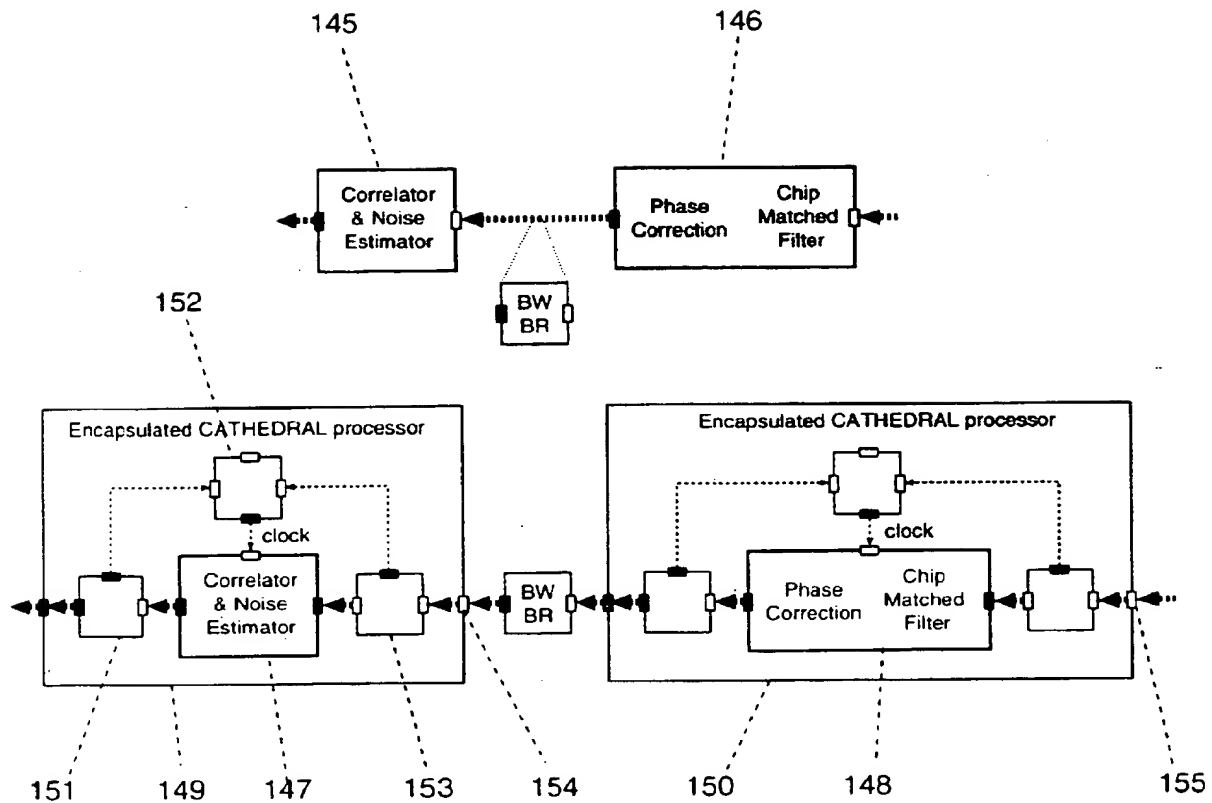 145
146
Correlator
& Noise
Estimator
Phase
Correction
Chip
Matched
Filter
BW
BR
152
Encapsulated CATHEDRAL processor
Encapsulated CATHEDRAL processor
clock
clock
Correlator
& Noise
Estimator
BW
BR
Phase
Correction
Chip
Matched
Filter
151
149
147
153
154
150
148
155